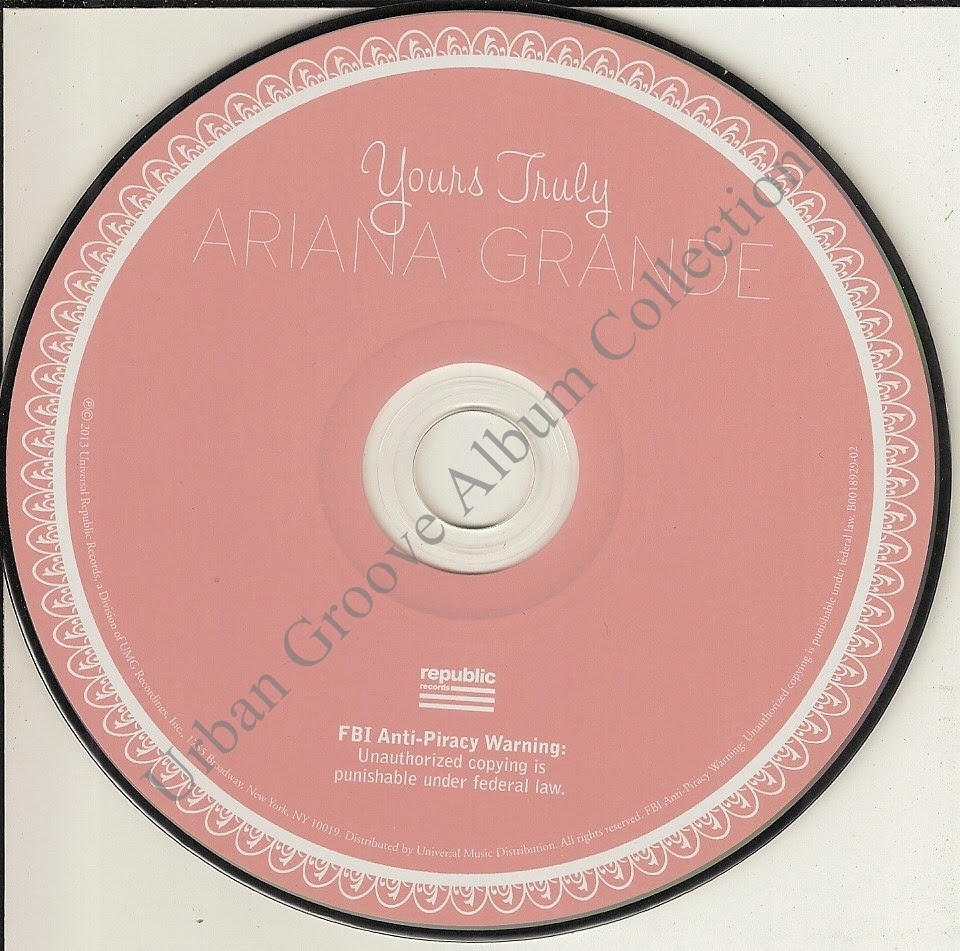 Yours Truly
ARIANA GRANDE
Urban Groove Album Collection
republic
records
FBI Anti-Piracy Warning:
Unauthorized copying is
punishable under federal law.
℗© 2013 Universal Republic Records, a Division of UMG Recordings, Inc., 1755 Broadway, New York, NY 10019. Distributed by Universal Music Distribution. All rights reserved. FBI Anti-Piracy Warning: Unauthorized copying is punishable under federal law. B0018929-02